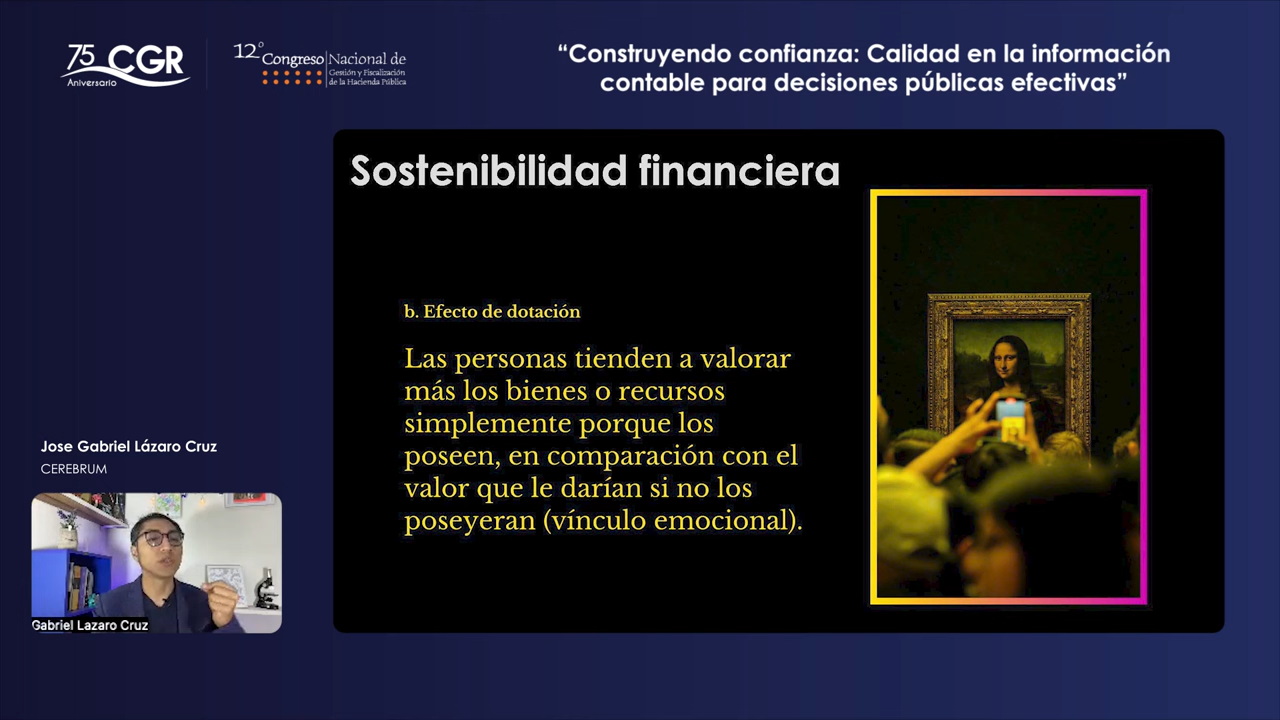 75 CGR
Aniversario
12° Congreso Nacional de
Gestión y Fiscalización
de la Hacienda Pública
“Construyendo confianza: Calidad en la información
contable para decisiones públicas efectivas”
Sostenibilidad financiera
b. Efecto de dotación
Las personas tienden a valorar
más los bienes o recursos
simplemente porque los
poseen, en comparación con el
valor que le darían si no los
poseyeran (vínculo emocional).
Jose Gabriel Lázaro Cruz
CEREBRUM
Gabriel Lazaro Cruz